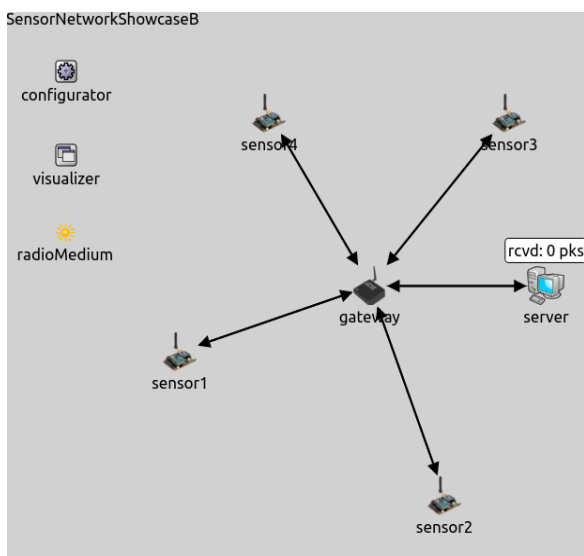 SensorNetworkShowcaseB
configurator
visualizer
radioMedium
sensor4
sensor3
rcvd: 0 pks
gateway
server
sensor1
sensor2